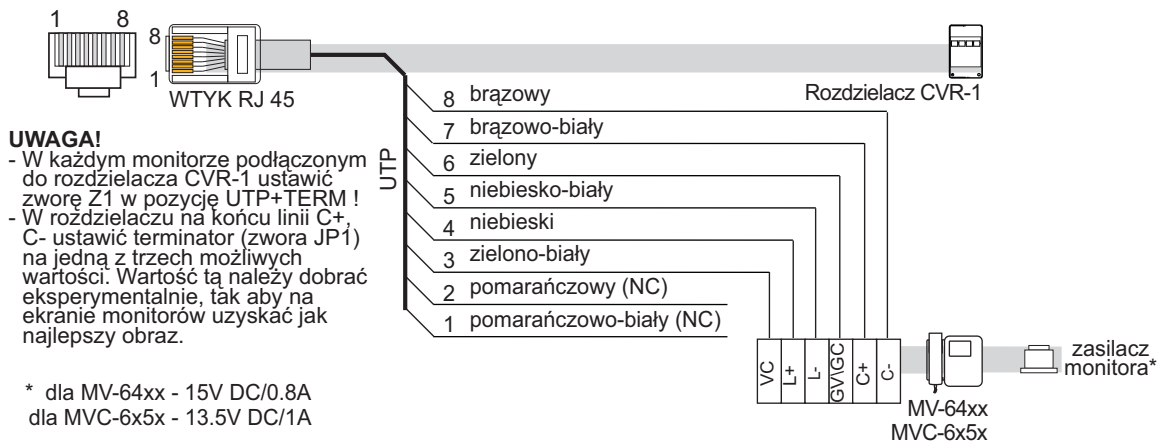 1 8
8
1
WTYK RJ 45
Rozdzielacz CVR-1
UWAGA!
- W każdym monitorze podłączonym
do rozdzielacza CVR-1 ustawić
zworę Z1 w pozycję UTP+TERM !
- W rozdzielaczu na końcu linii C+,
C- ustawić terminator (zwora JP1)
na jedną z trzech możliwych
wartości. Wartość tą należy dobrać
eksperymentalnie, tak aby na
ekranie monitorów uzyskać jak
najlepszy obraz.
* dla MV-64xx - 15V DC/0.8A
dla MVC-6x5x - 13.5V DC/1A
UTP
8 brązowy
7 brązowo-biały
6 zielony
5 niebiesko-biały
4 niebieski
3 zielono-biały
2 pomarańczowy (NC)
1 pomarańczowo-biały (NC)
VC
L+
L-
GV\GC
C+
C-
MV-64xx
MVC-6x5x
zasilacz
monitora*